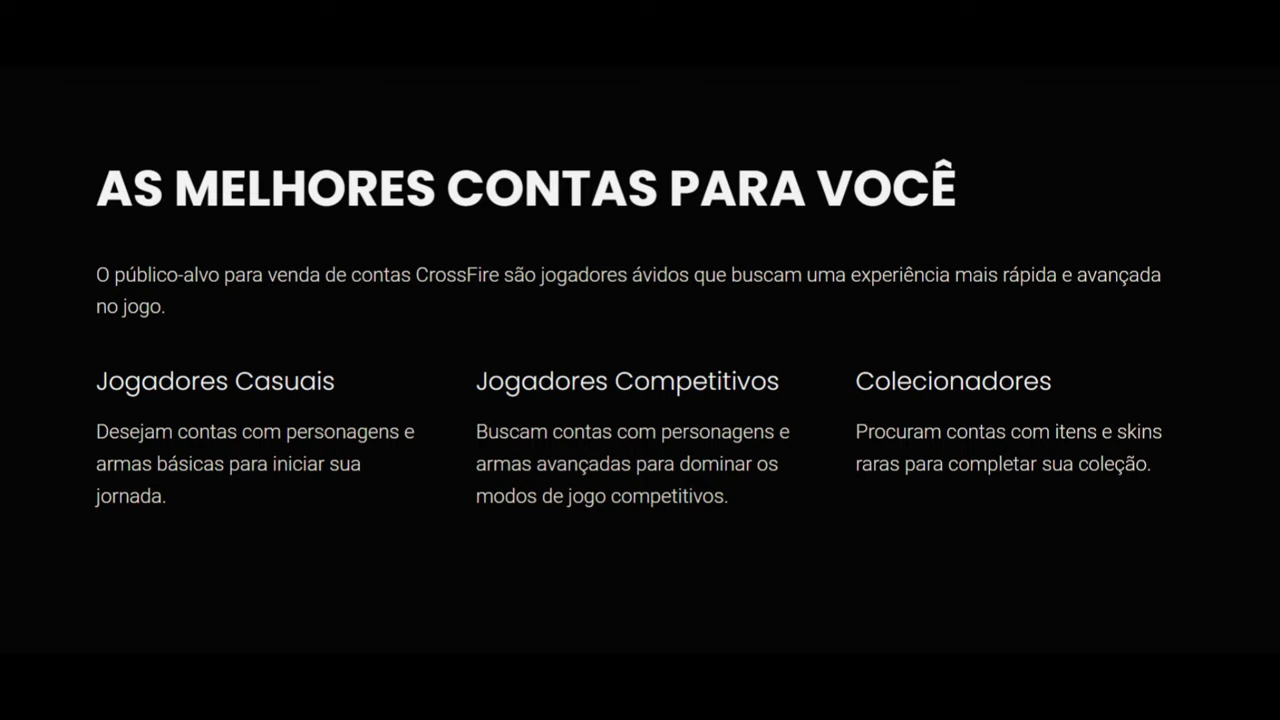 AS MELHORES CONTAS PARA VOCÊ
O público-alvo para venda de contas CrossFire são jogadores ávidos que buscam uma experiência mais rápida e avançada
no jogo.
Jogadores Casuais
Desejam contas com personagens e
armas básicas para iniciar sua
jornada.
Jogadores Competitivos
Buscam contas com personagens e
armas avançadas para dominar os
modos de jogo competitivos.
Colecionadores
Procuram contas com itens e skins
raras para completar sua coleção.